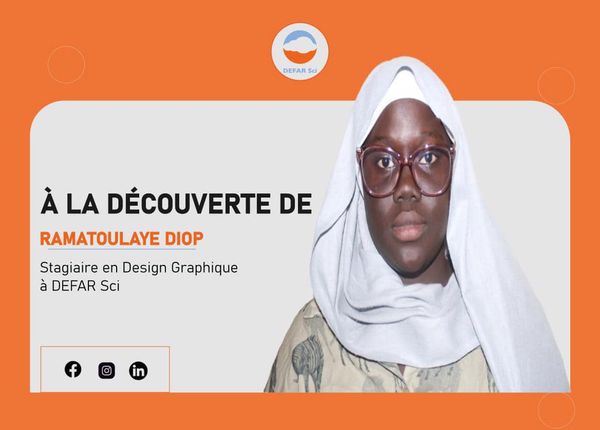 DEFAR Sci
À LA DÉCOUVERTE DE
RAMATOULAYE DIOP
Stagiaire en Design Graphique
à DEFAR Sci